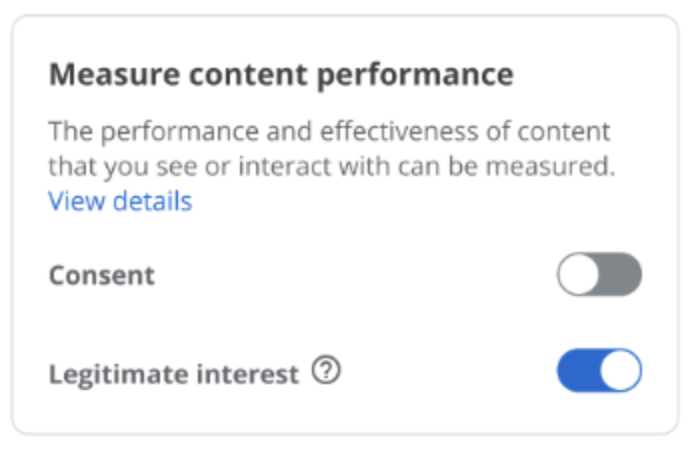 Measure content performance
The performance and effectiveness of content
that you see or interact with can be measured.
View details
Consent
Legitimate interest ?